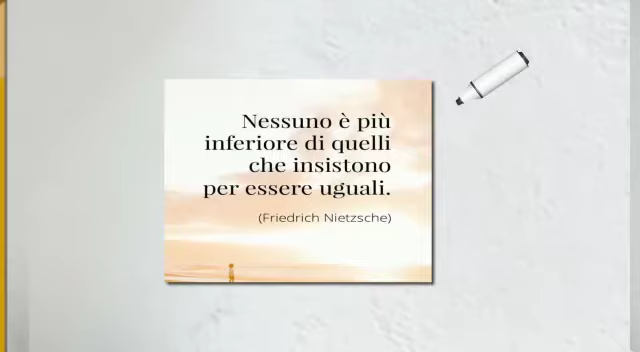 Nessuno è più
inferiore di quelli
che insistono
per essere uguali.
(Friedrich Nietzsche)